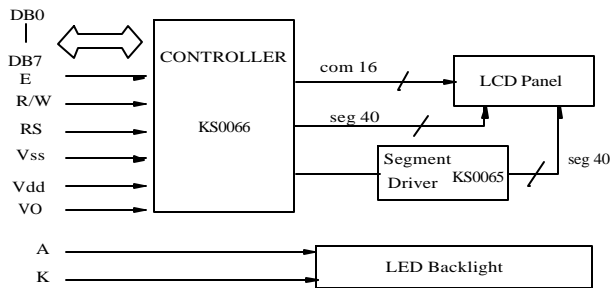 DB0
DB7
E
R/W
RS
Vss
Vdd
VO
CONTROLLER
KS0066
com 16
seg 40
LCD Panel
Segment
Driver KS0065
seg 40
A
K
LED Backlight